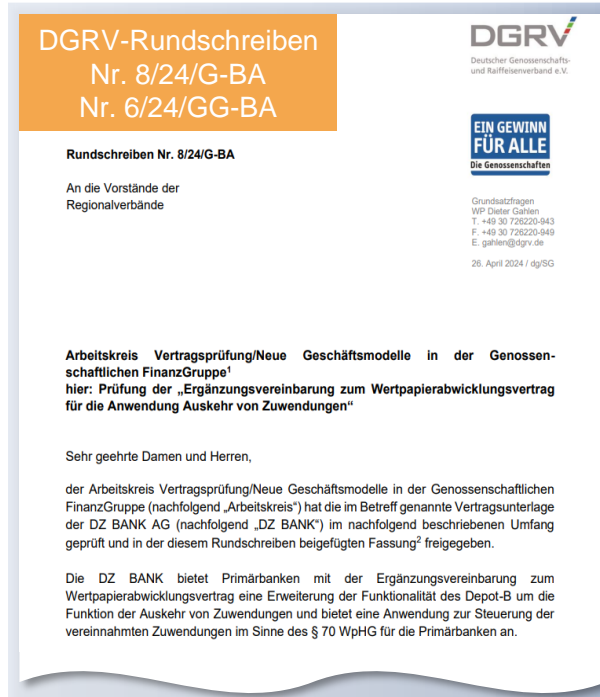 DGRV-Rundschreiben
Nr. 8/24/G-BA
Nr. 6/24/GG-BA
DGRV
Deutscher Genossenschafts-
und Raiffeisenverband e.V.
EIN GEWINN
FÜR ALLE
Die Genossenschaften
Rundschreiben Nr. 8/24/G-BA
An die Vorstände der
Regionalverbände
Grundsatzfragen
WP Dieter Gahlen
T. +49 30 726220-943
F. +49 30 726220-949
E. gahlen@dgrv.de
26. April 2024 / dg/SG
Arbeitskreis Vertragsprüfung/Neue Geschäftsmodelle in der Genossen-
schaftlichen FinanzGruppe¹
hier: Prüfung der „Ergänzungsvereinbarung zum Wertpapierabwicklungsvertrag
für die Anwendung Auskehr von Zuwendungen“
Sehr geehrte Damen und Herren,
der Arbeitskreis Vertragsprüfung/Neue Geschäftsmodelle in der Genossenschaftlichen
FinanzGruppe (nachfolgend „Arbeitskreis“) hat die im Betreff genannte Vertragsunterlage
der DZ BANK AG (nachfolgend „DZ BANK“) im nachfolgend beschriebenen Umfang
geprüft und in der diesem Rundschreiben beigefügten Fassung² freigegeben.
Die DZ BANK bietet Primärbanken mit der Ergänzungsvereinbarung zum
Wertpapierabwicklungsvertrag eine Erweiterung der Funktionalität des Depot-B um die
Funktion der Auskehr von Zuwendungen und bietet eine Anwendung zur Steuerung der
vereinnahmten Zuwendungen im Sinne des § 70 WpHG für die Primärbanken an.